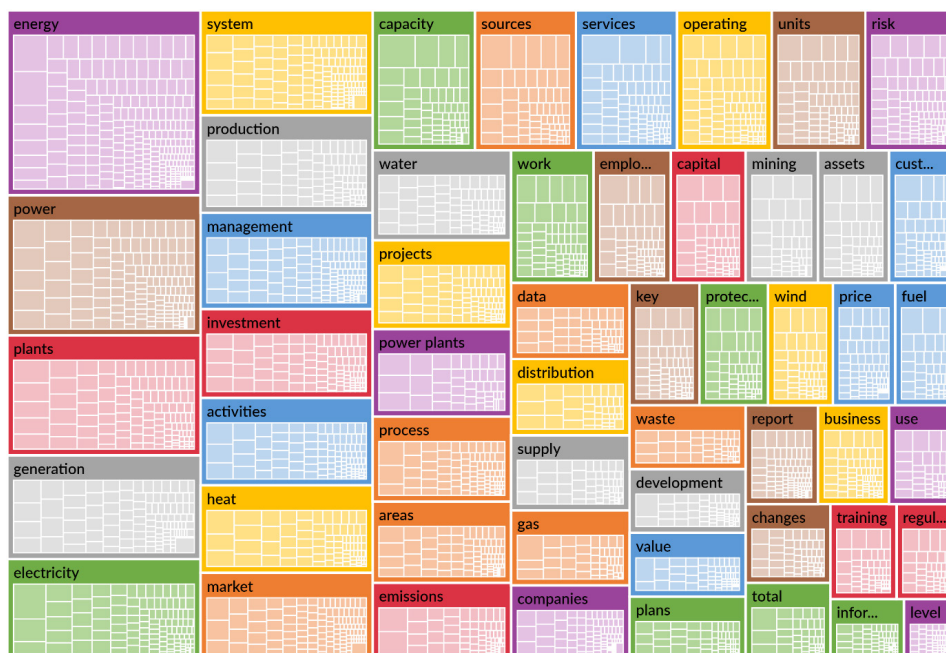 energy
power
plants
generation
electricity
system
production
management
investment
activities
heat
market
capacity
sources
services
operating
units
risk
water
projects
power plants
process
areas
emissions
work
emplo...
capital
mining
assets
cust...
data
distribution
supply
gas
companies
key
protec...
wind
price
fuel
waste
development
value
plans
report
business
use
changes
training
regul...
total
infor...
level